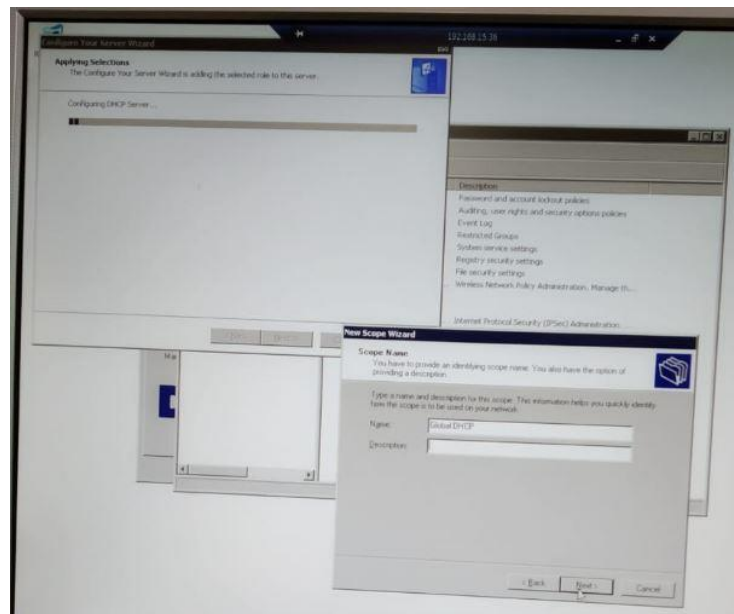 192.168.15.36
Configure Your Server Wizard
Applying Selections
The Configure Your Server Wizard is adding the selected role to this server.
Configuring DHCP Server...
Description
Password and account lockout policies
Auditing, user rights and security options policies
Event Log
Restricted Groups
System service settings
Registry security settings
File security settings
Wireless Network Policy Administration. Manage th...
Internet Protocol Security (IPSec) Administration.
< Back
Next >
Ma
New Scope Wizard
Scope Name
You have to provide an identifying scope name. You also have the option of
providing a description.
Type a name and description for this scope. This information helps you quickly identify
how the scope is to be used on your network.
Name: Global DHCP
Description:
< Back Next > Cancel